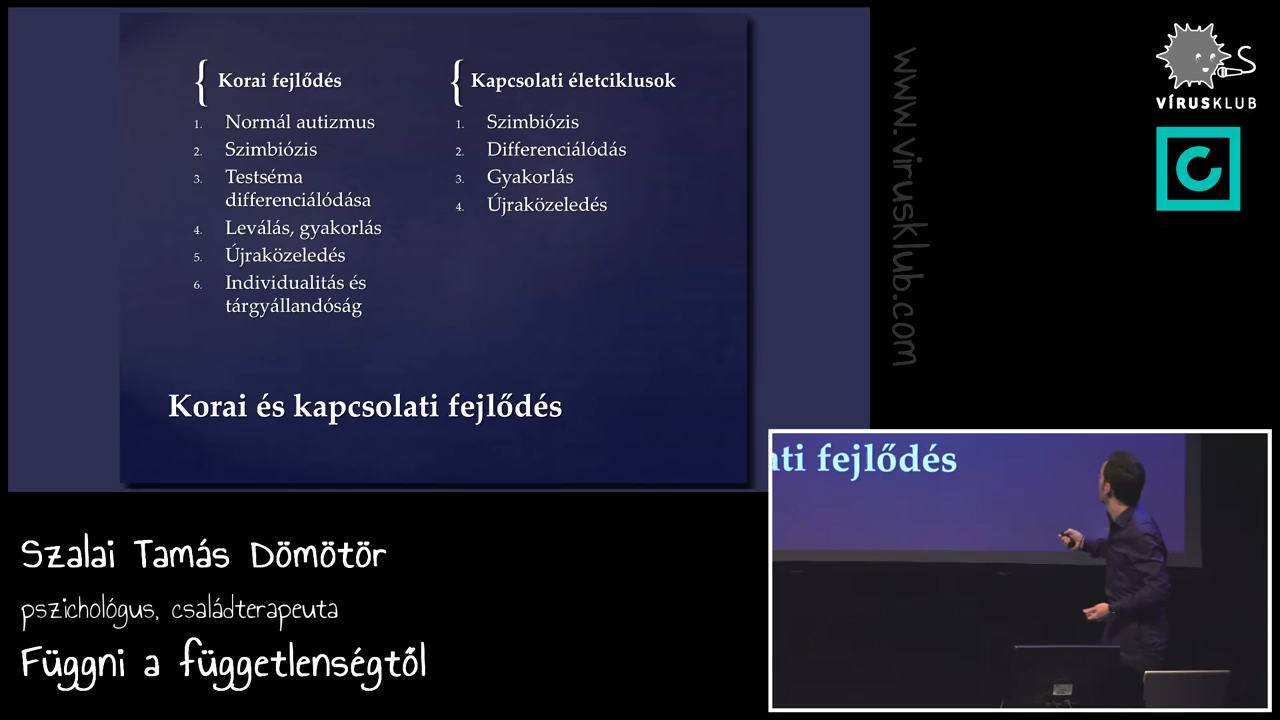 Korai fejlődés
1. Normál autizmus
2. Szimbiózis
3. Testséma
differenciálódása
4. Leválás, gyakorlás
5. Újraközeledés
6. Individualitás és
tárgyállandóság
Kapcsolati életciklusok
1. Szimbiózis
2. Differenciálódás
3. Gyakorlás
4. Újraközeledés
Korai és kapcsolati fejlődés
www.virusklub.com
VÍRUSKLUB
ati fejlődés
Szalai Tamás Dömötör
pszichológus, családterapeuta
Függni a függetlenségtől